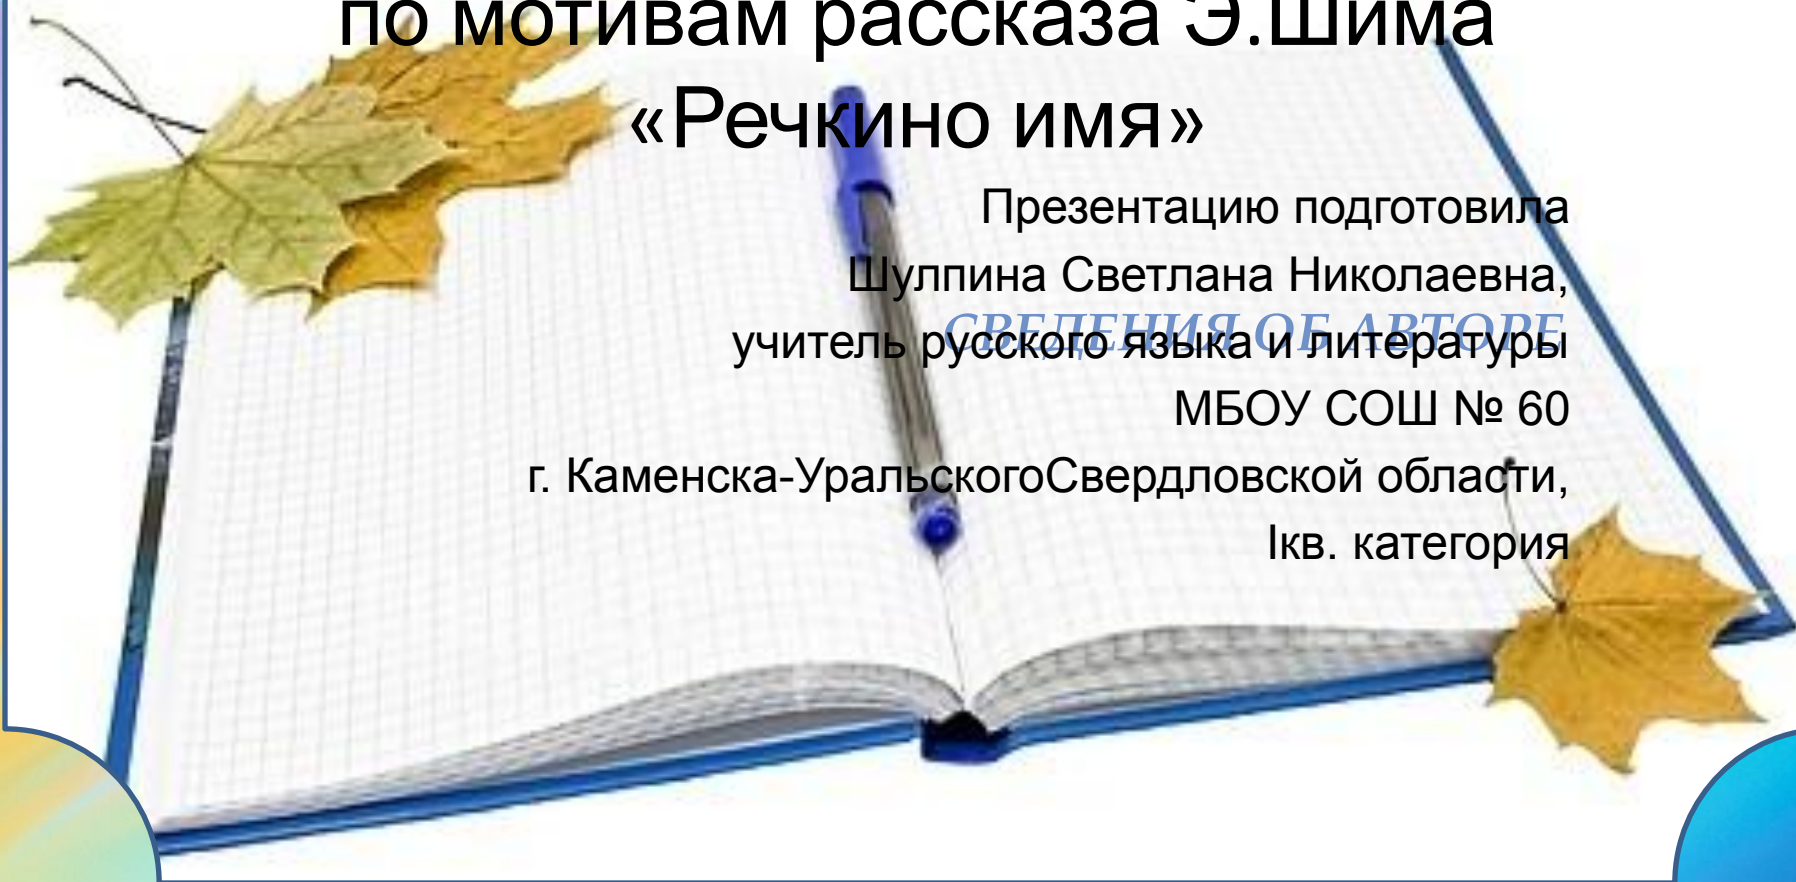 по мотивам рассказа Э.Шима
«Речкино имя»
Презентацию подготовила
Шулпина Светлана Николаевна,
СВЕДЕНИЯ ОБ АВТОРЕ
учитель русского языка и литературы
МБОУ СОШ № 60
г. Каменска-УральскогоСвердловской области,
Iкв. категория